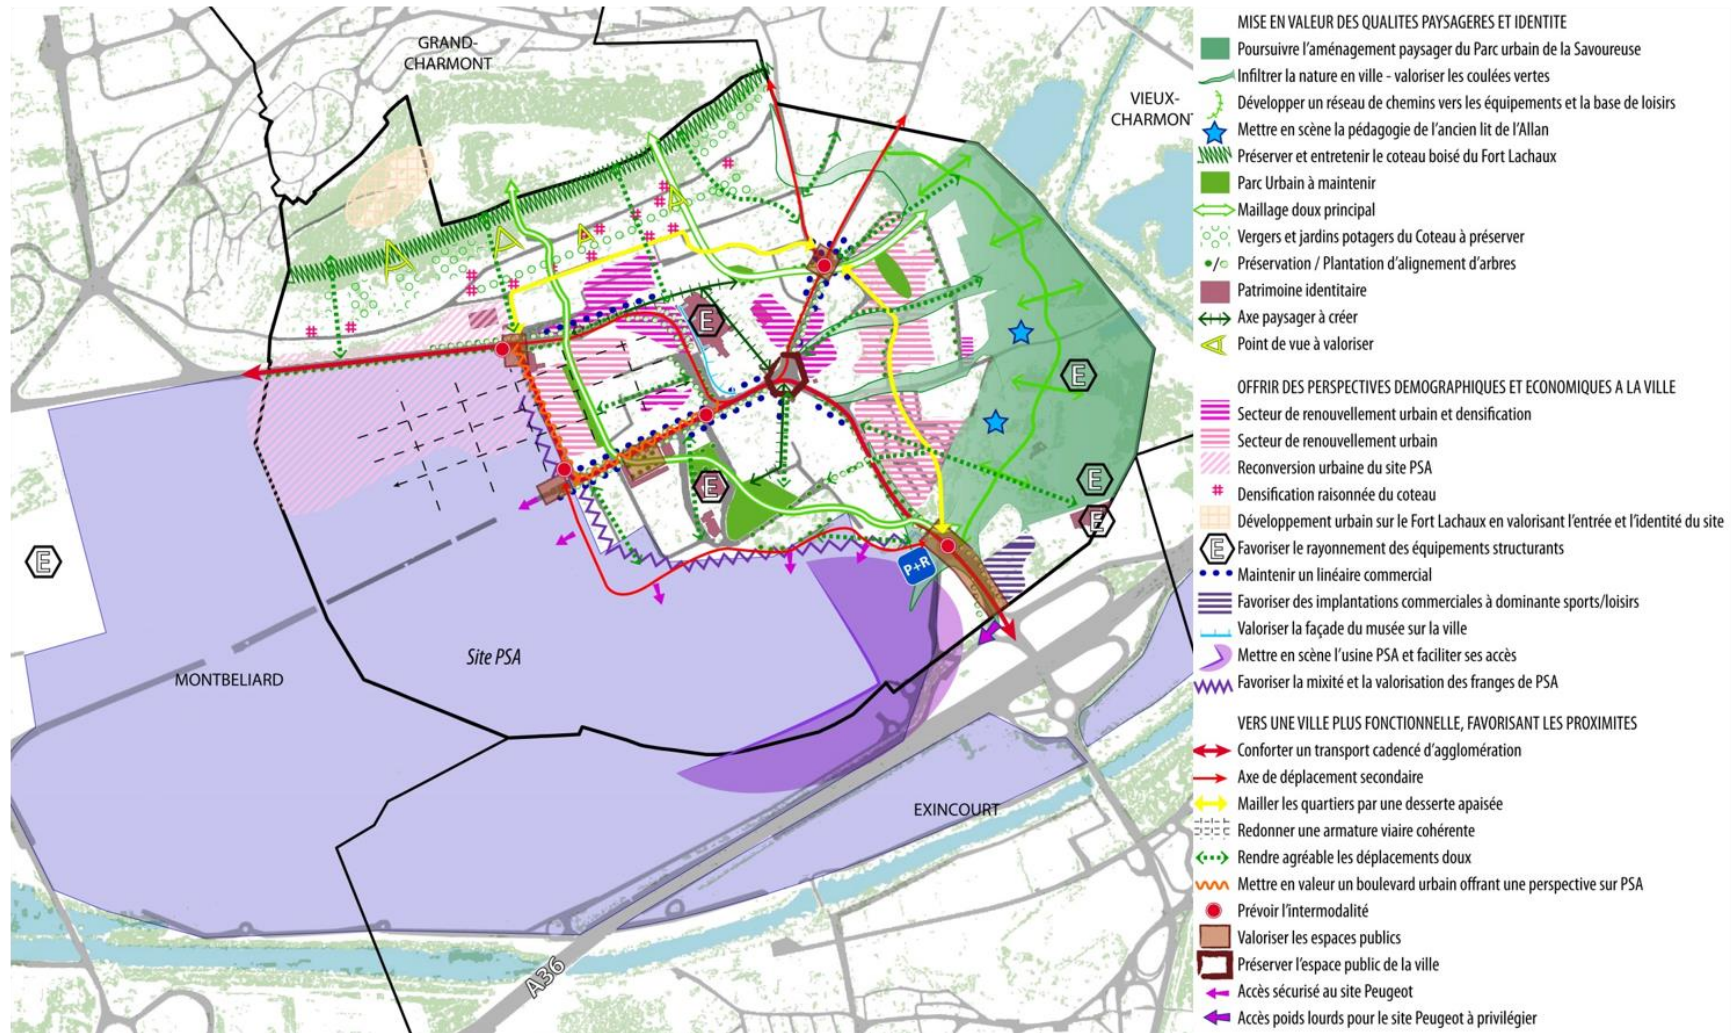 GRAND-
CHARMONT
VIEUX-
CHARMONT
E
E
E
E
E
E
P+R
Site PSA
MONTBELIARD
EXINCOURT
A36
MISE EN VALEUR DES QUALITES PAYSAGERES ET IDENTITE
Poursuivre l'aménagement paysager du Parc urbain de la Savoureuse
Infiltrer la nature en ville - valoriser les coulées vertes
Développer un réseau de chemins vers les équipements et la base de loisirs
Mettre en scène la pédagogie de l'ancien lit de l'Allan
Préserver et entretenir le coteau boisé du Fort Lachaux
Parc Urbain à maintenir
Maillage doux principal
Vergers et jardins potagers du Coteau à préserver
Préservation / Plantation d'alignement d'arbres
Patrimoine identitaire
Axe paysager à créer
Point de vue à valoriser
OFFRIR DES PERSPECTIVES DEMOGRAPHIQUES ET ECONOMIQUES A LA VILLE
Secteur de renouvellement urbain et densification
Secteur de renouvellement urbain
Reconversion urbaine du site PSA
Densification raisonnée du coteau
Développement urbain sur le Fort Lachaux en valorisant l'entrée et l'identité du site
E Favoriser le rayonnement des équipements structurants
Maintenir un linéaire commercial
Favoriser des implantations commerciales à dominante sports/loisirs
Valoriser la façade du musée sur la ville
Mettre en scène l'usine PSA et faciliter ses accès
Favoriser la mixité et la valorisation des franges de PSA
VERS UNE VILLE PLUS FONCTIONNELLE, FAVORISANT LES PROXIMITES
Conforter un transport cadencé d'agglomération
Axe de déplacement secondaire
Mailler les quartiers par une desserte apaisée
Redonner une armature viaire cohérente
Rendre agréable les déplacements doux
Mettre en valeur un boulevard urbain offrant une perspective sur PSA
Prévoir l'intermodalité
Valoriser les espaces publics
Préserver l'espace public de la ville
Accès sécurisé au site Peugeot
Accès poids lourds pour le site Peugeot à privilégier